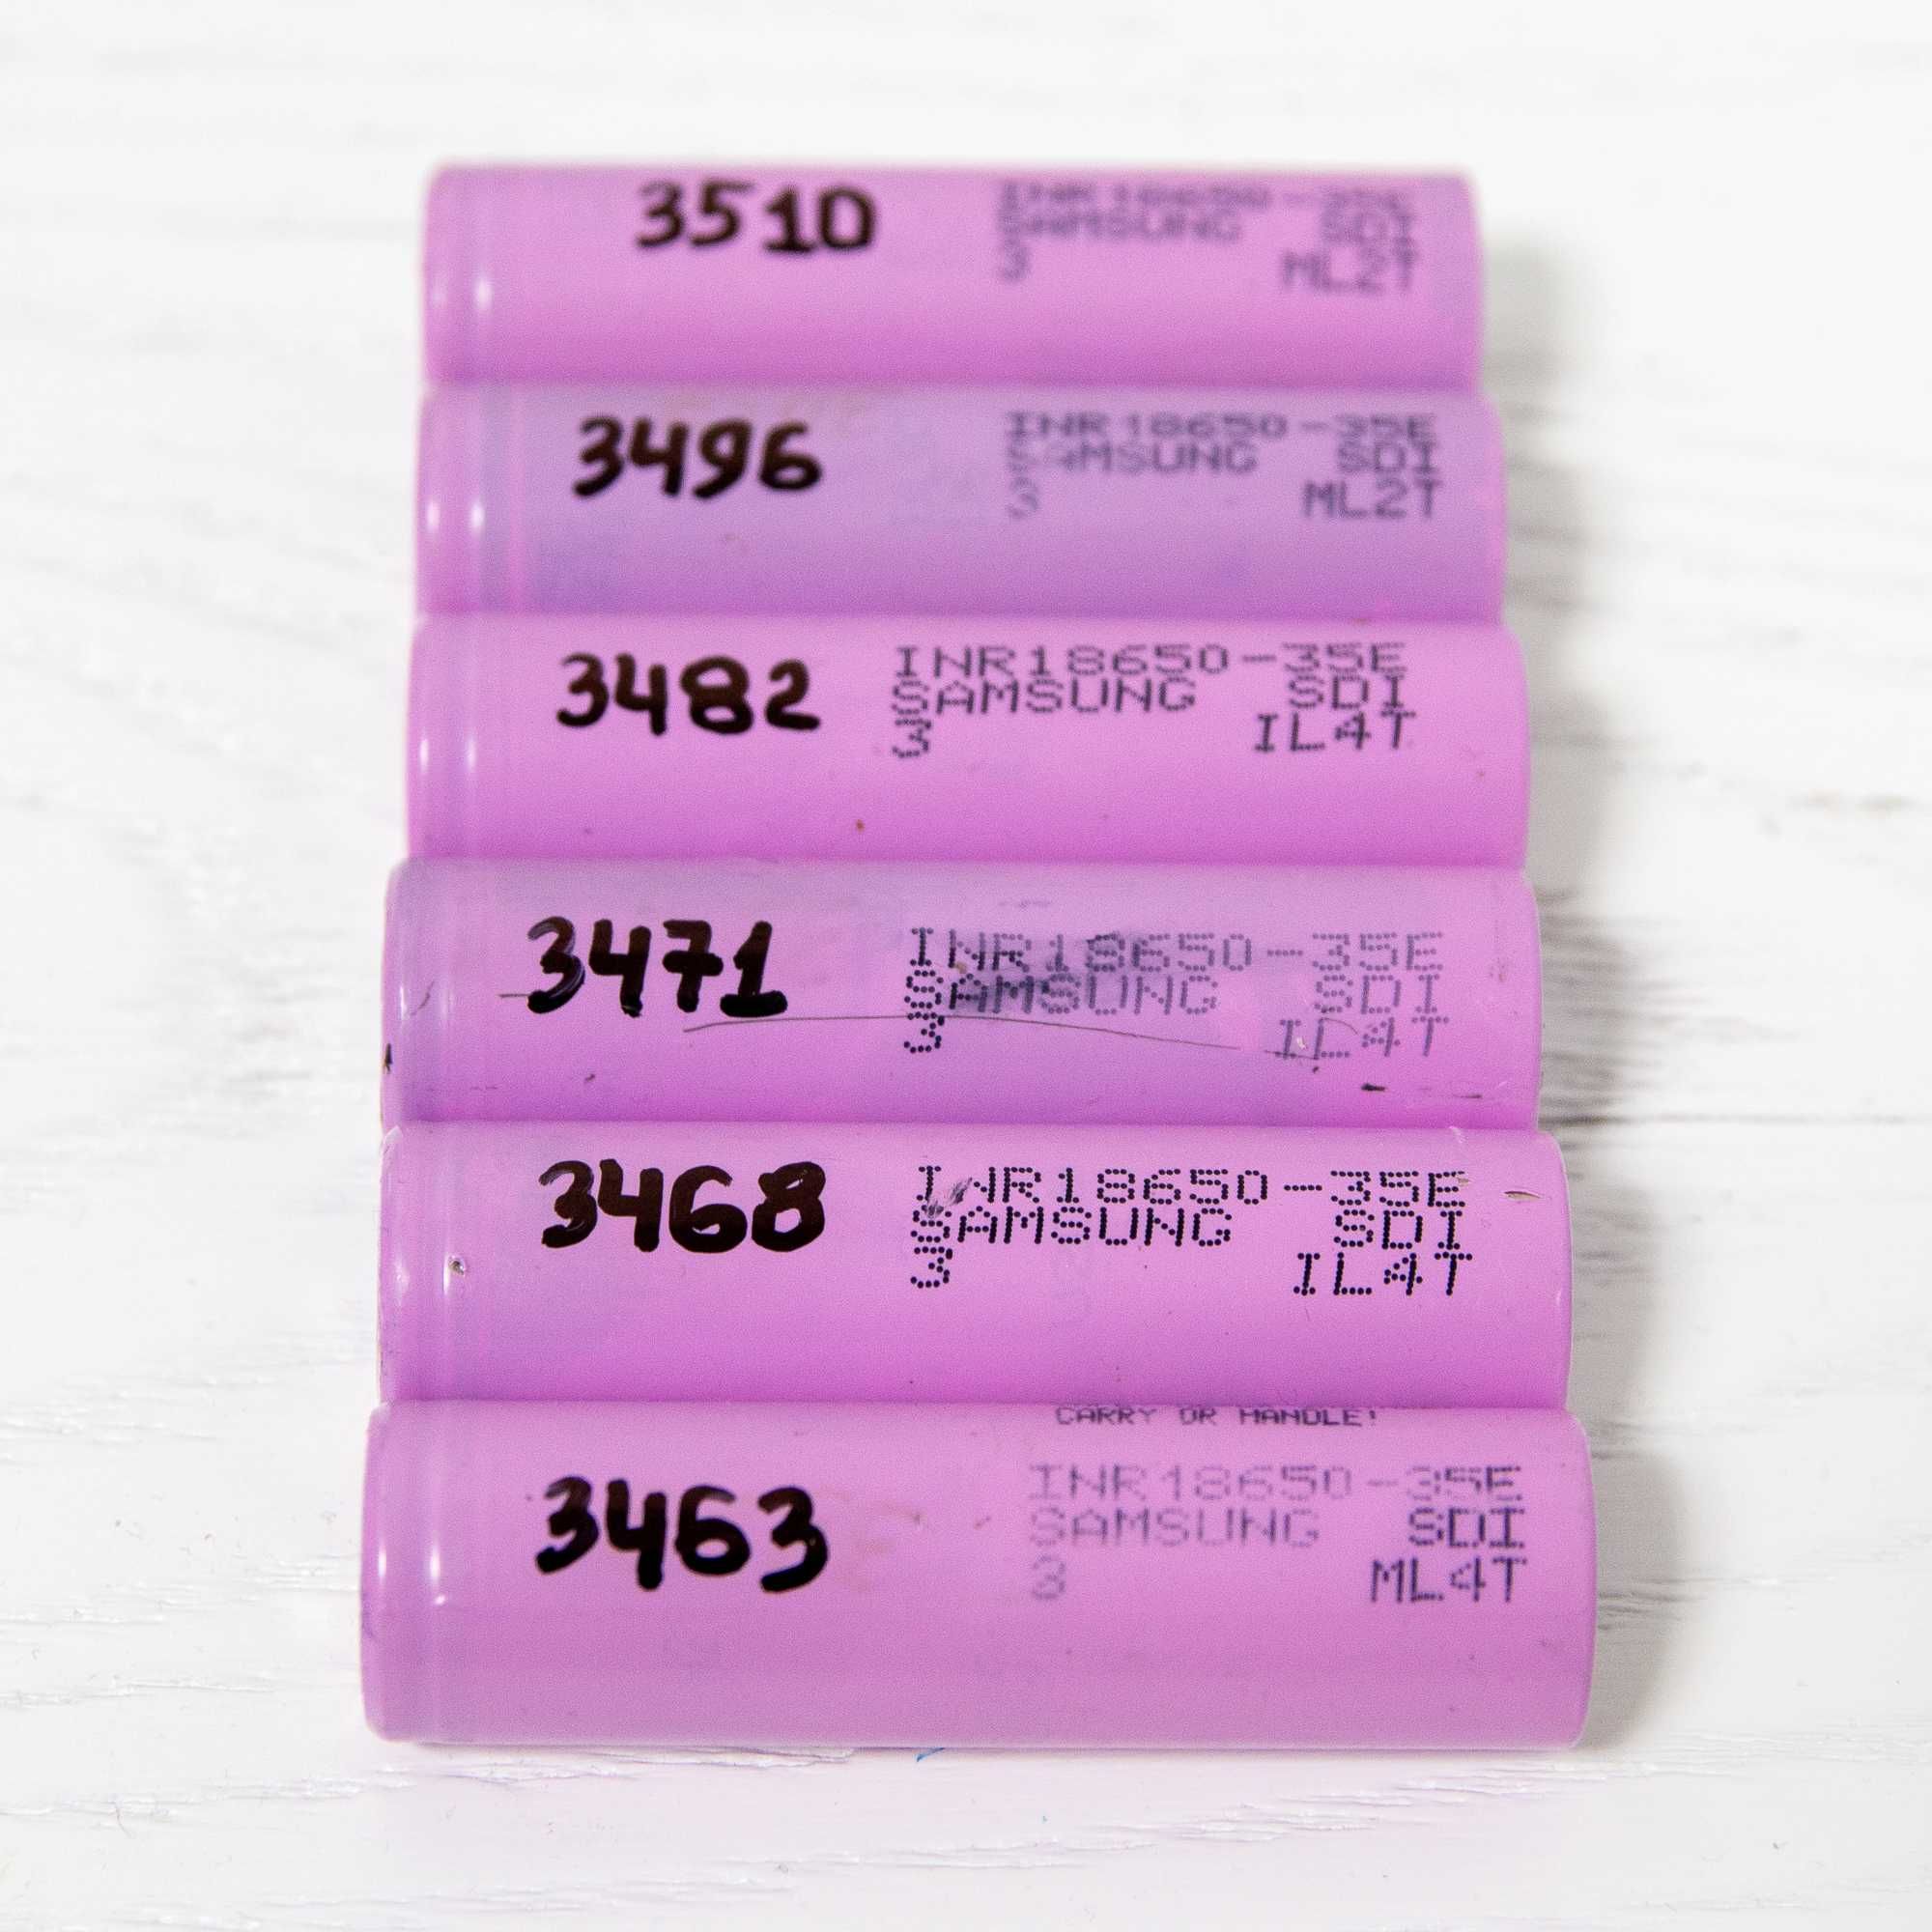 3510
INR18650-35E
SAMSUNG SDI
3 ML2T
3496
INR18650-35E
SAMSUNG SDI
3 ML2T
3482
INR18650-35E
SAMSUNG SDI
3 IL4T
3471
INR18650-35E
SAMSUNG SDI
3 IL4T
3468
INR18650-35E
SAMSUNG SDI
3 IL4T
CARRY OR HANDLE!
3463
INR18650-35E
SAMSUNG SDI
3 ML4T